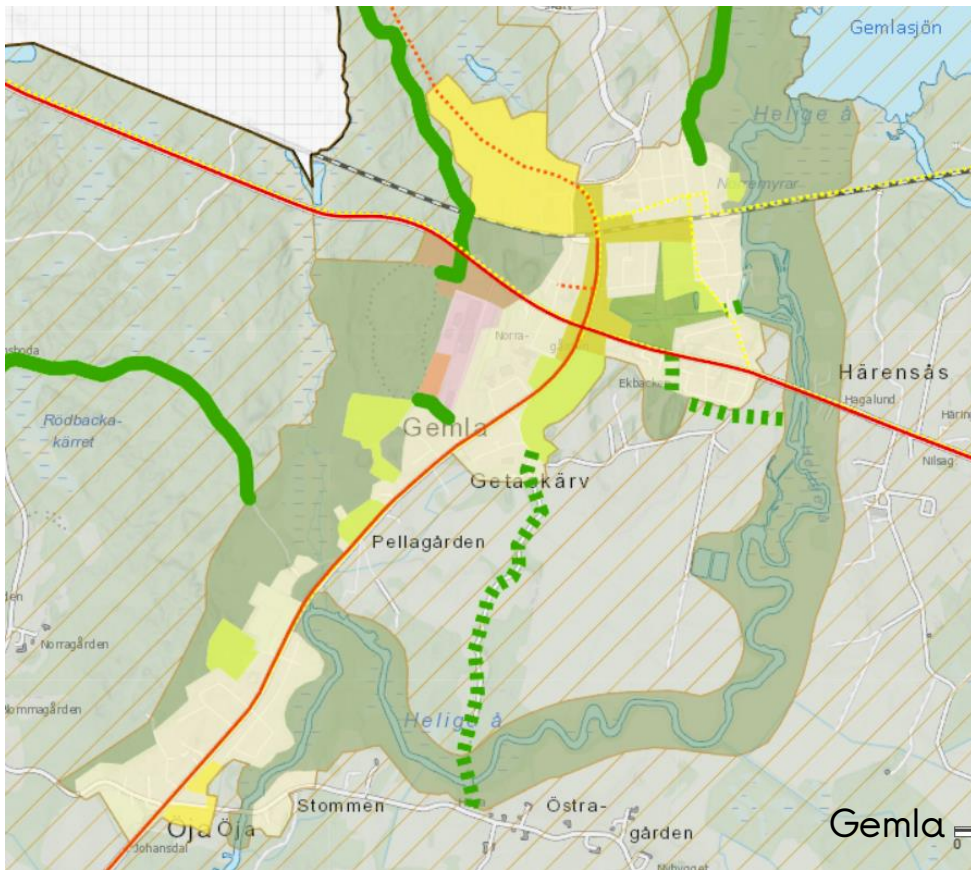 Gemlasjön
Helige å
Norremyrar
Norra-
Härensås
Ekbacken
Hagalund
Rödbacka-
kärret
Gemla
Nilsag
Getaskärv
Pellagården
Norragården
Helige å
Stommen
Östra-
gården
Öja Öja
Johansdal
Gemla
0